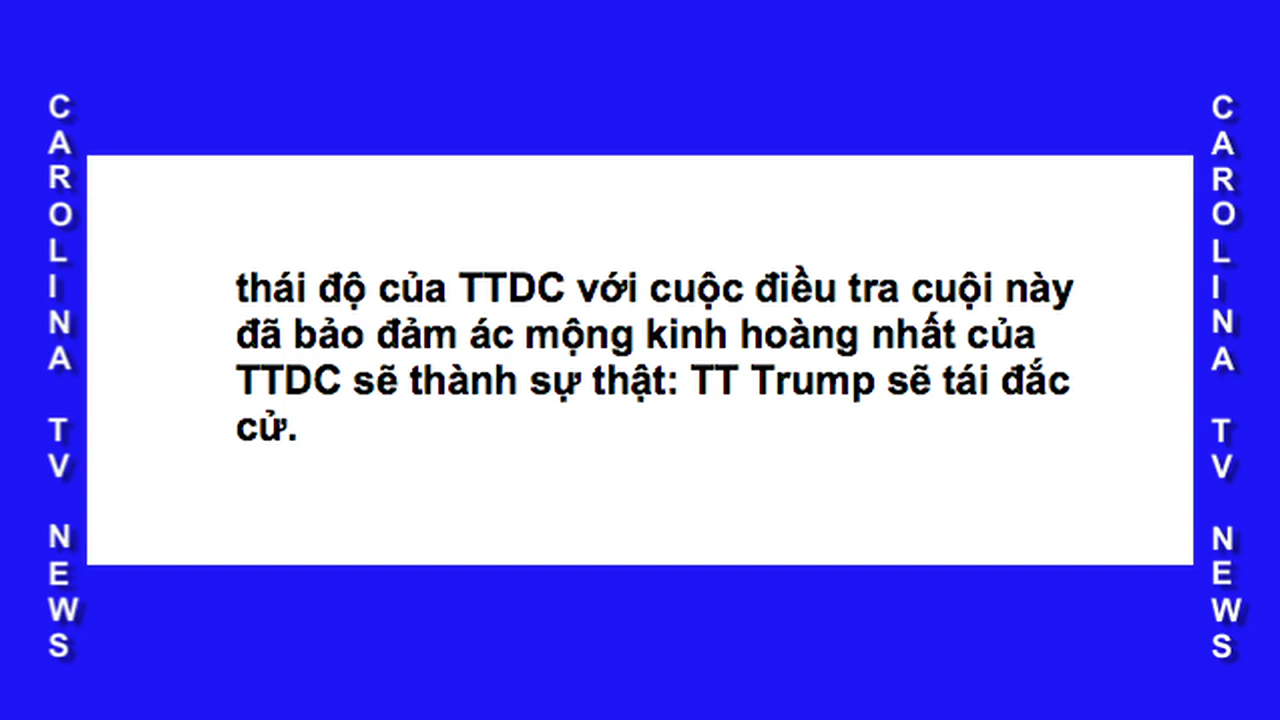 CAROLINA TV NEWS
thái độ của TTDC với cuộc điều tra cuội này
đã bảo đảm ác mộng kinh hoàng nhất của
TTDC sẽ thành sự thật: TT Trump sẽ tái đắc
cử.
CAROLINA TV NEWS